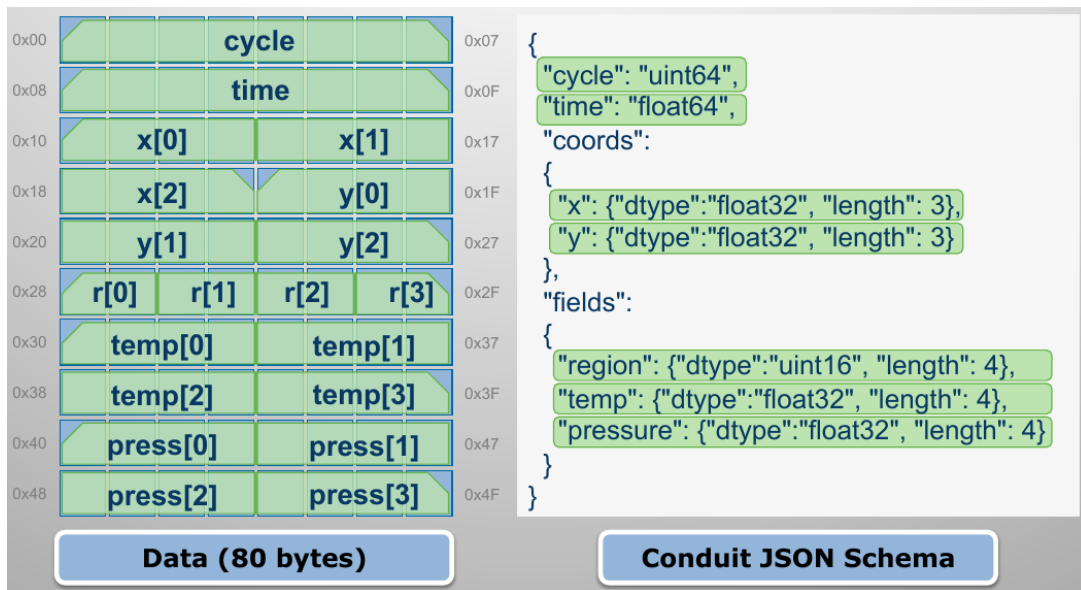 0x00 cycle 0x07
0x08 time 0x0F
0x10 x[0] x[1] 0x17
0x18 x[2] y[0] 0x1F
0x20 y[1] y[2] 0x27
0x28 r[0] r[1] r[2] r[3] 0x2F
0x30 temp[0] temp[1] 0x37
0x38 temp[2] temp[3] 0x3F
0x40 press[0] press[1] 0x47
0x48 press[2] press[3] 0x4F
Data (80 bytes)
{
"cycle": "uint64",
"time": "float64",
"coords":
{
"x": {"dtype":"float32", "length": 3},
"y": {"dtype":"float32", "length": 3}
},
"fields":
{
"region": {"dtype":"uint16", "length": 4},
"temp": {"dtype":"float32", "length": 4},
"pressure": {"dtype":"float32", "length": 4}
}
}
Conduit JSON Schema